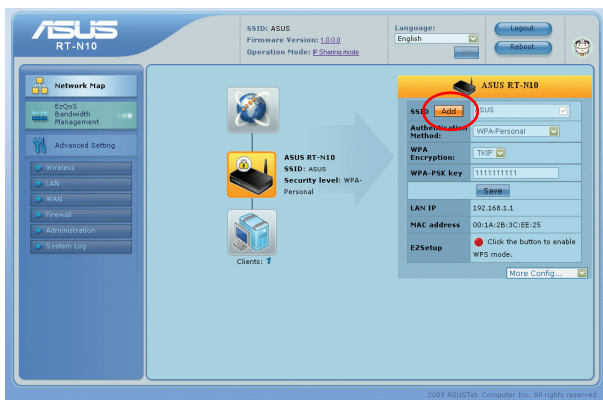 ASUS
RT-N10
SSID: ASUS
Firmware Version: 1.0.0.0
Operation Mode: IP Sharing mode
Language:
English
Logout
Reboot
Network Map
EzQoS
Bandwidth
Management
Advanced Setting
Wireless
LAN
WAN
Firewall
Administration
System Log
ASUS RT-N10
SSID: ASUS
Security level: WPA-
Personal
Clients: 1
ASUS RT-N10
SSID Add ASUS
Authentication
Method: WPA-Personal
WPA
Encryption: TKIP
WPA-PSK key 1111111111
Save
LAN IP 192.168.1.1
MAC address 00:1A:2B:3C:EE:25
EZSetup Click the button to enable
WPS mode.
More Config...
2009 ASUSTek Computer Inc. All rights reserved.